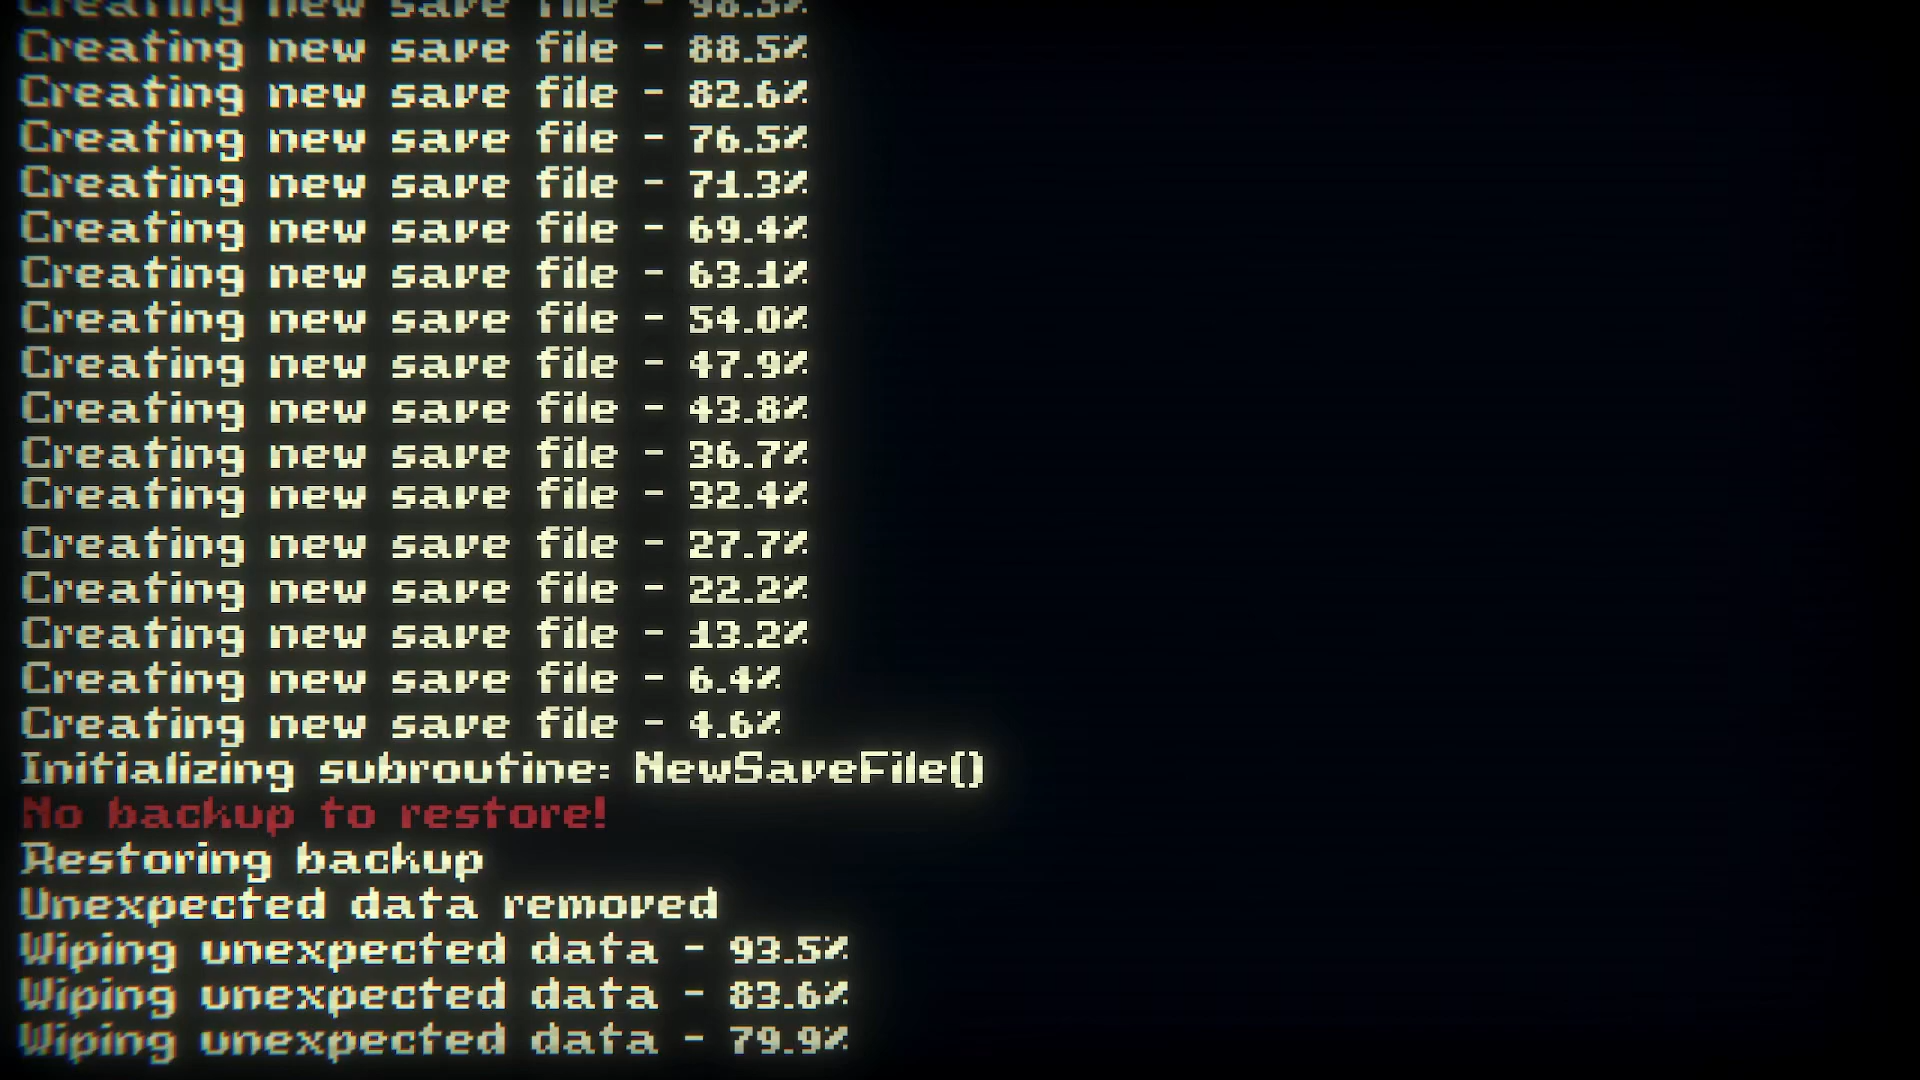 Creating new save file - 98.3%
Creating new save file - 88.5%
Creating new save file - 82.6%
Creating new save file - 76.5%
Creating new save file - 71.3%
Creating new save file - 69.4%
Creating new save file - 63.1%
Creating new save file - 54.0%
Creating new save file - 47.9%
Creating new save file - 43.8%
Creating new save file - 36.7%
Creating new save file - 32.4%
Creating new save file - 27.7%
Creating new save file - 22.2%
Creating new save file - 13.2%
Creating new save file - 6.4%
Creating new save file - 4.6%
Initializing subroutine: NewSaveFile()
No backup to restore!
Restoring backup
Unexpected data removed
Wiping unexpected data - 93.5%
Wiping unexpected data - 83.6%
Wiping unexpected data - 79.9%